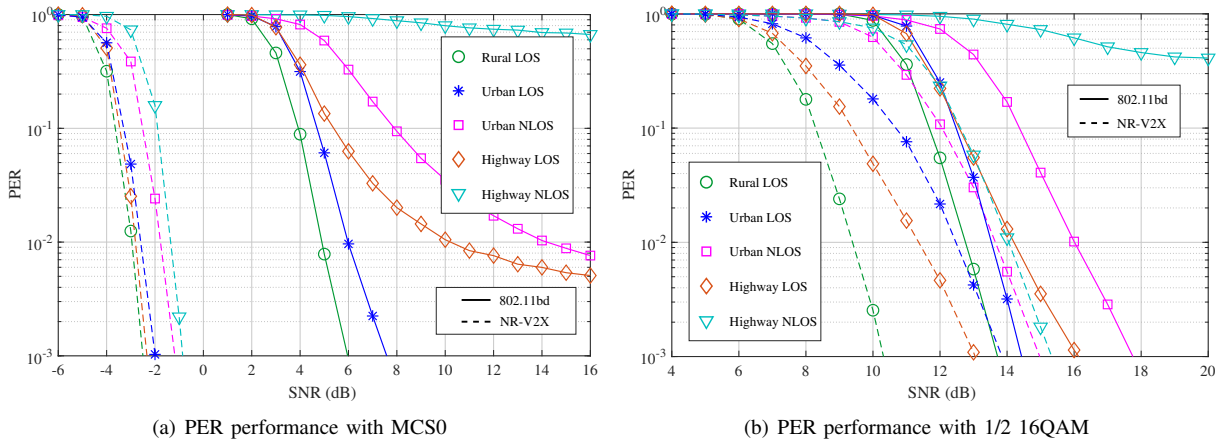 10^0
10^-1
10^-2
10^-3
PER
-6 -4 -2 0 2 4 6 8 10 12 14 16
SNR (dB)
Rural LOS
Urban LOS
Urban NLOS
Highway LOS
Highway NLOS
802.11bd
NR-V2X
(a) PER performance with MCS0
10^0
10^-1
10^-2
10^-3
PER
4 6 8 10 12 14 16 18 20
SNR (dB)
802.11bd
NR-V2X
Rural LOS
Urban LOS
Urban NLOS
Highway LOS
Highway NLOS
(b) PER performance with 1/2 16QAM